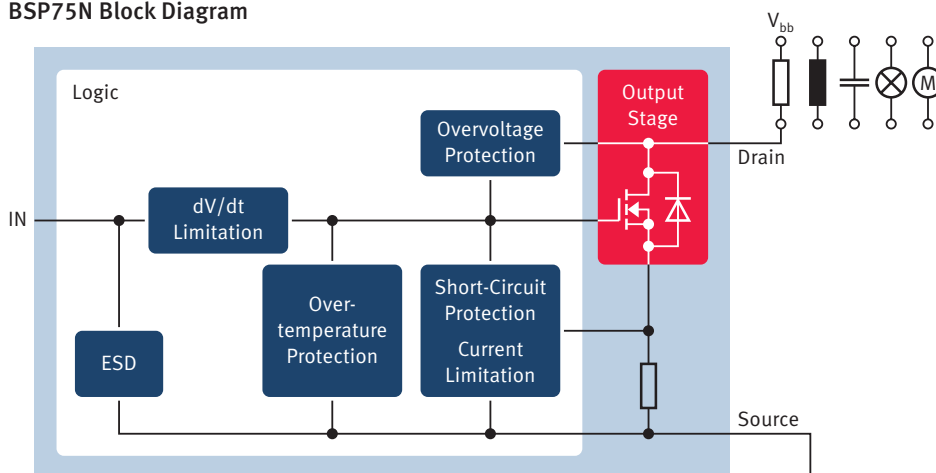 BSP75N Block Diagram
V_bb
Logic
Output
Stage
Overvoltage
Protection
Drain
M
IN
dV/dt
Limitation
Over-
temperature
Protection
Short-Circuit
Protection
Current
Limitation
ESD
Source